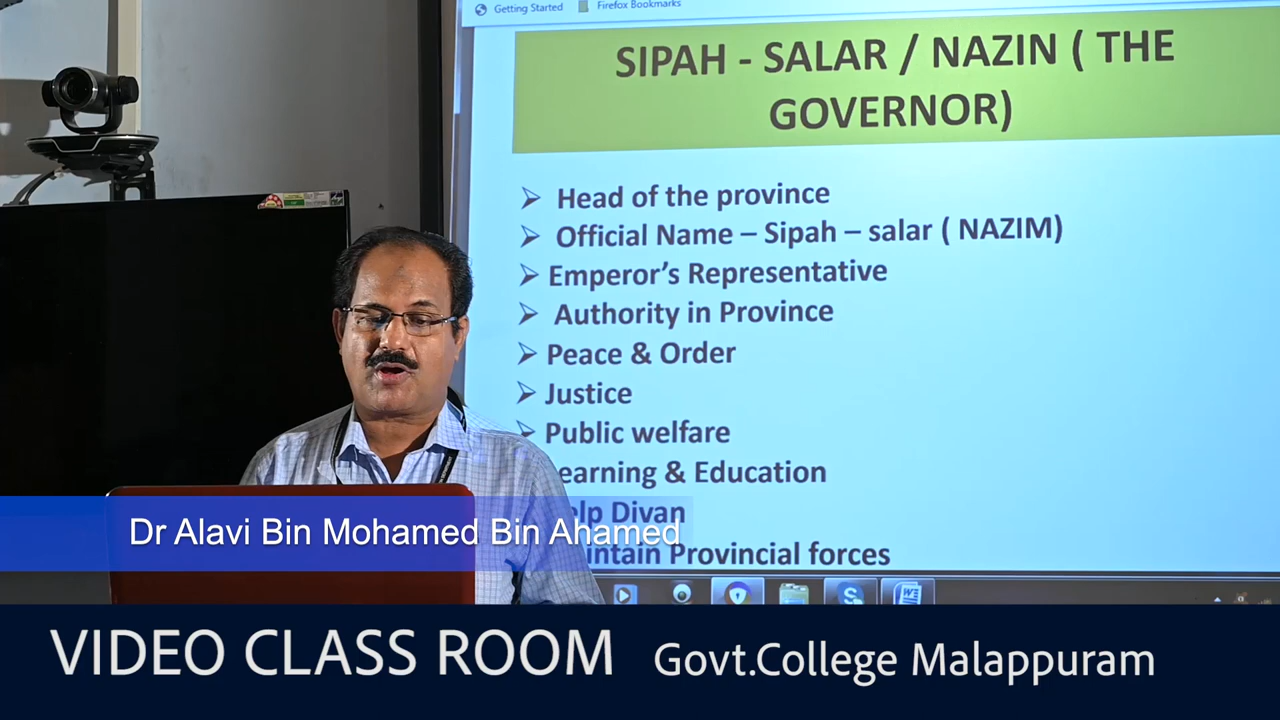 Getting Started Firefox Bookmarks
SIPAH - SALAR / NAZIN ( THE
GOVERNOR)
Head of the province
Official Name – Sipah – salar ( NAZIM)
Emperor's Representative
Authority in Province
Peace & Order
Justice
Public welfare
earning & Education
elp Divan
intain Provincial forces
Dr Alavi Bin Mohamed Bin Ahamed
VIDEO CLASS ROOM Govt.College Malappuram